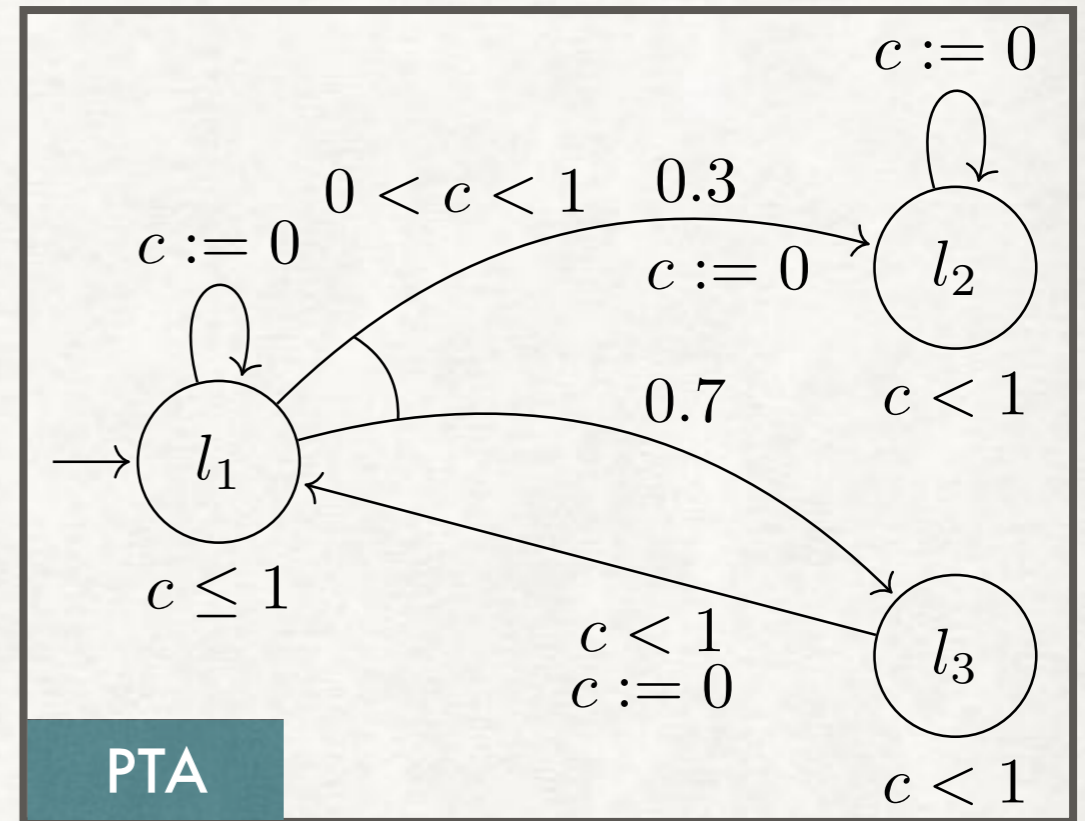 c := 0
0 < c < 1
0.3
c := 0
c := 0
l₂
c < 1
0.7
l₁
c ≤ 1
c < 1
c := 0
l₃
c < 1
PTA